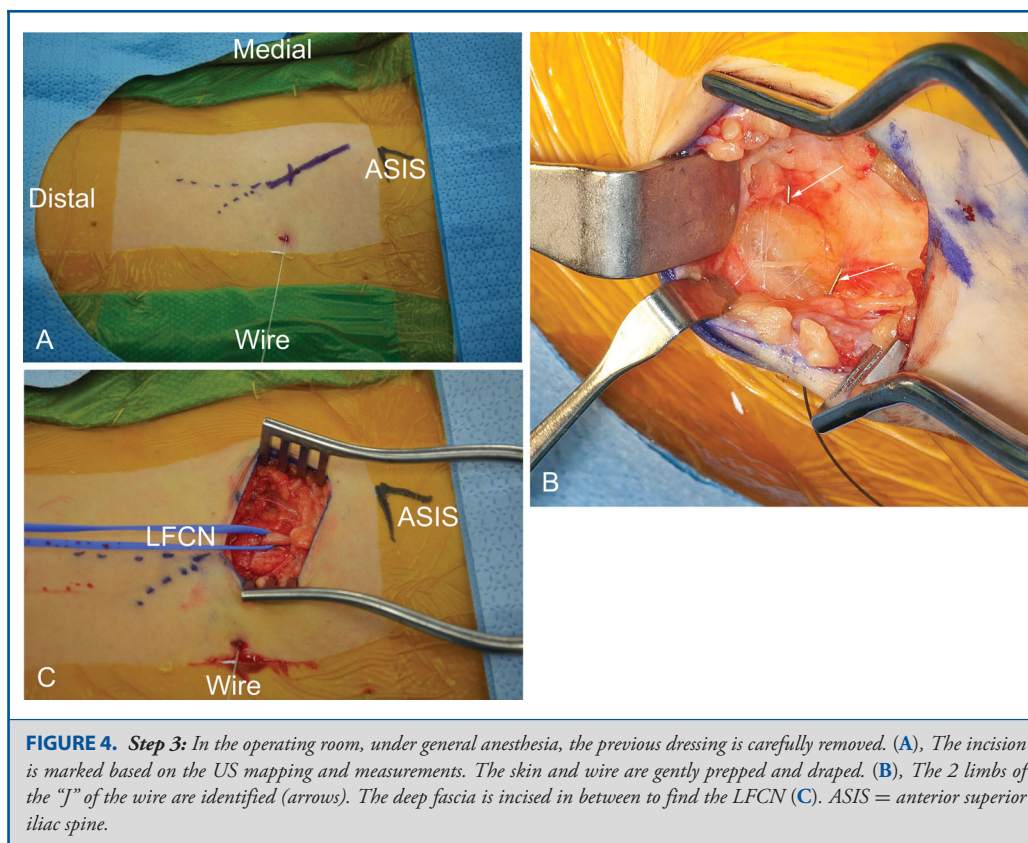 Medial
ASIS
Distal
Wire
A
LFCN
ASIS
Wire
C
B
FIGURE 4. Step 3: In the operating room, under general anesthesia, the previous dressing is carefully removed. (A), The incision
is marked based on the US mapping and measurements. The skin and wire are gently prepped and draped. (B), The 2 limbs of
the “J” of the wire are identified (arrows). The deep fascia is incised in between to find the LFCN (C). ASIS = anterior superior
iliac spine.